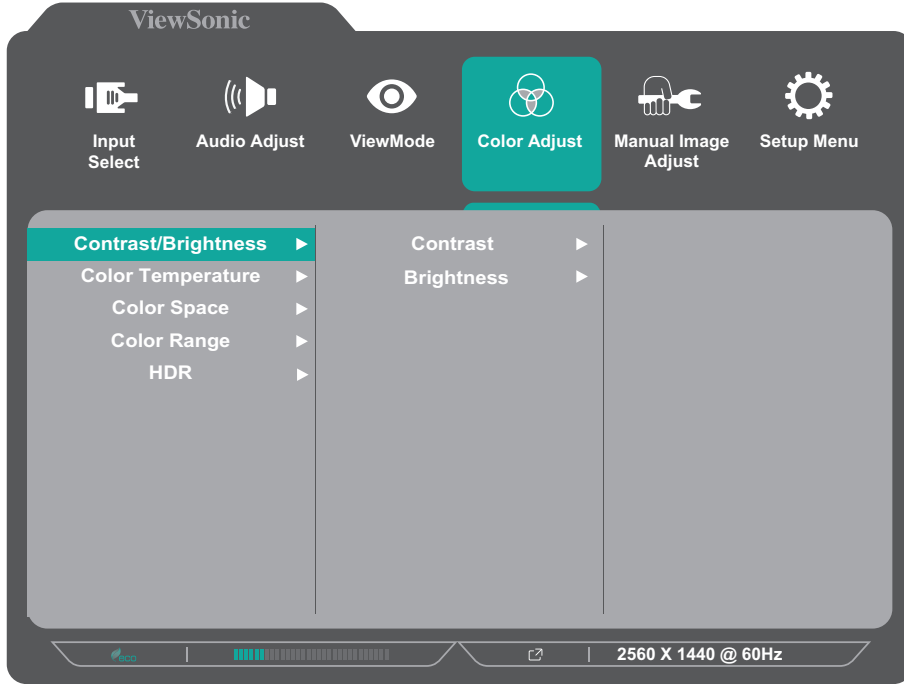 ViewSonic
Input
Select
Audio Adjust
ViewMode
Color Adjust
Manual Image
Adjust
Setup Menu
Contrast/Brightness
Color Temperature
Color Space
Color Range
HDR
Contrast
Brightness
eco
2560 X 1440 @ 60Hz